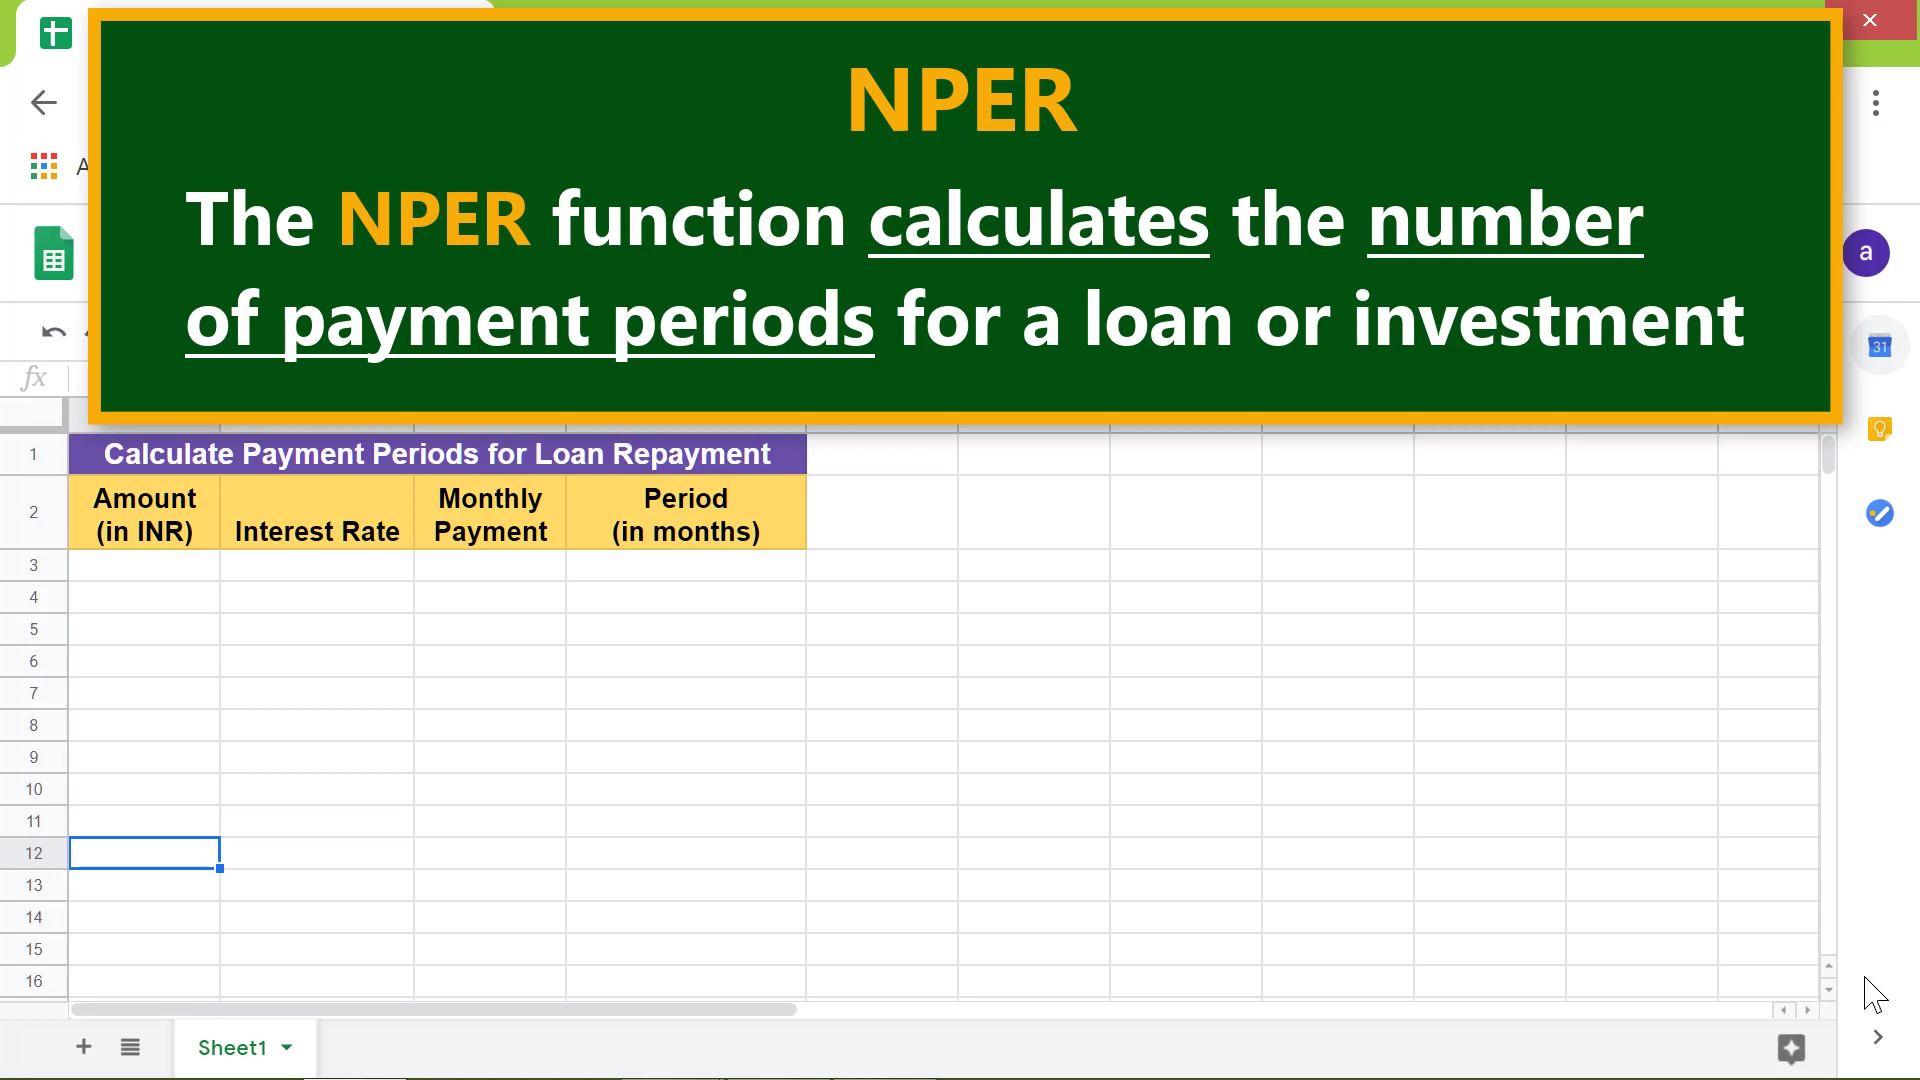 NPER
The NPER function calculates the number
of payment periods for a loan or investment
A
a
31
fx
1 Calculate Payment Periods for Loan Repayment
2 Amount (in INR) Interest Rate Monthly Payment Period (in months)
3
4
5
6
7
8
9
10
11
12
13
14
15
16
Sheet1